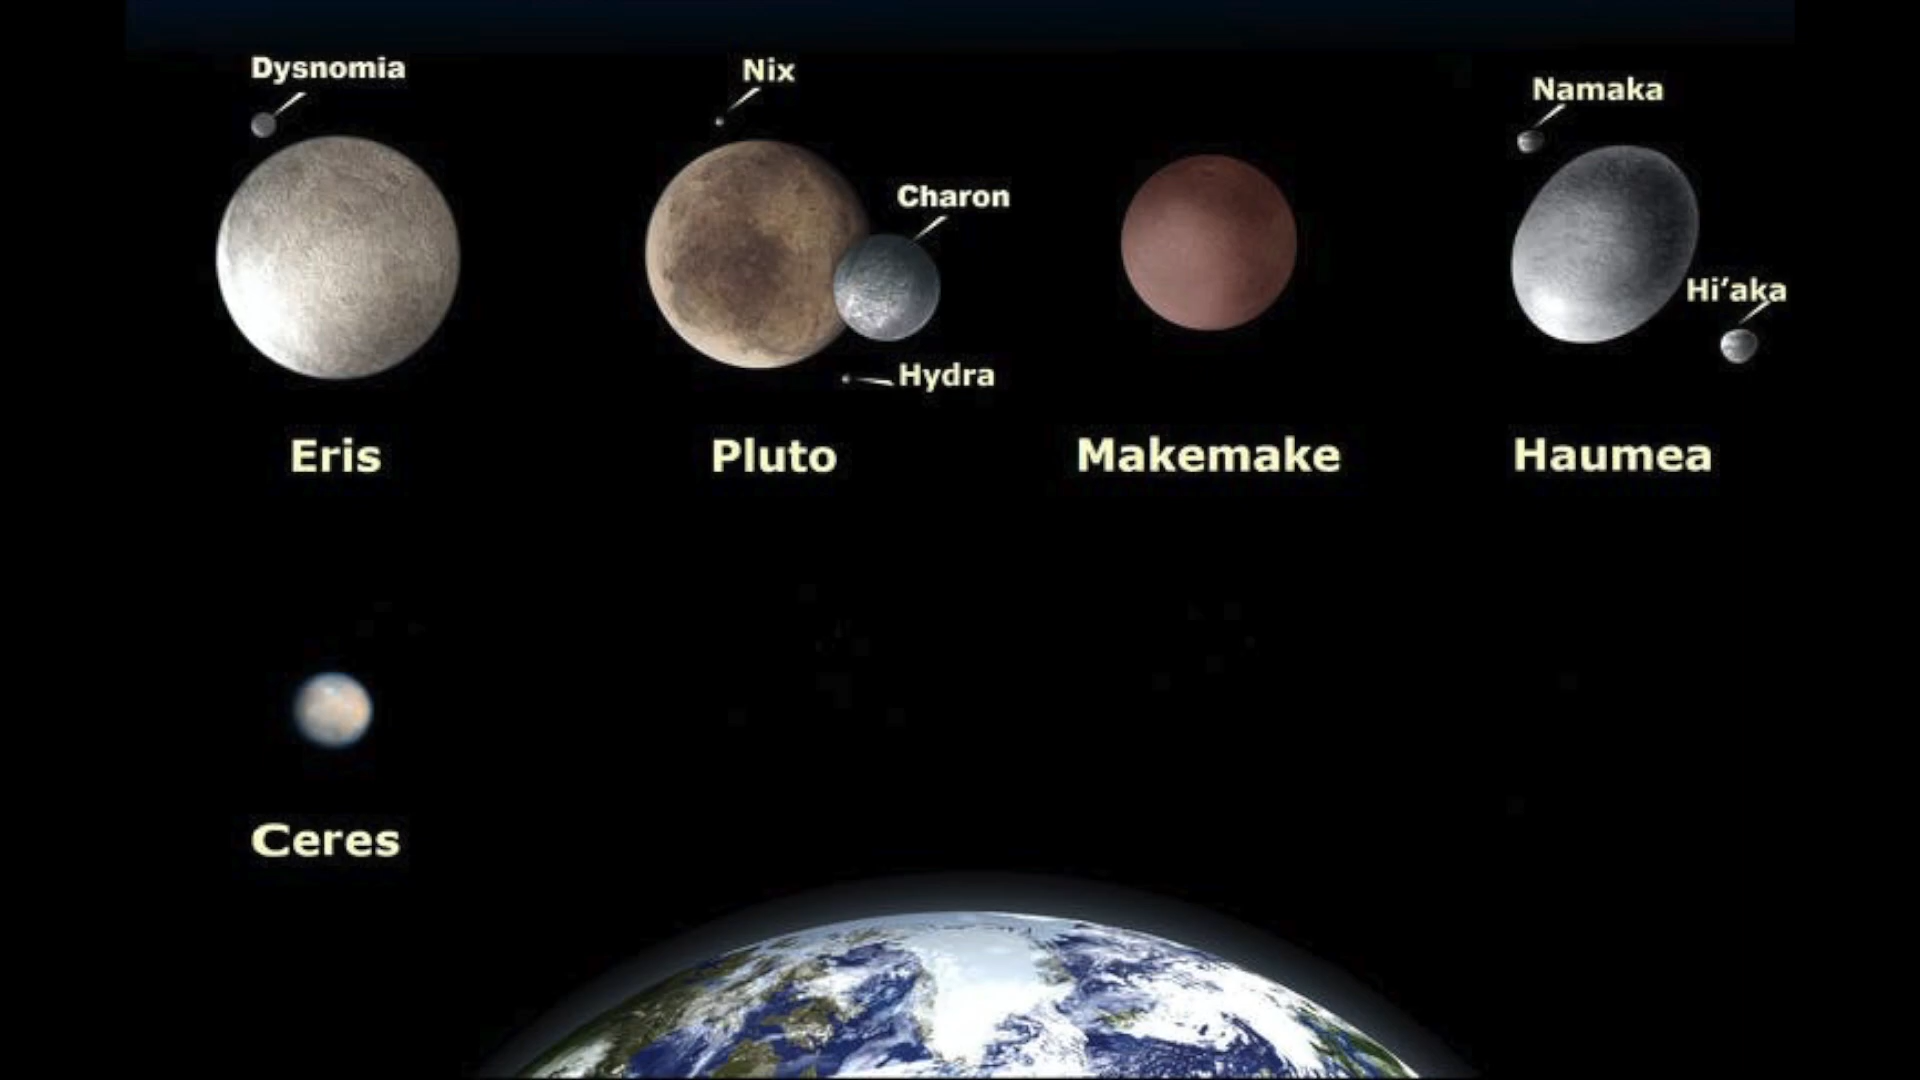 Dysnomia
Nix
Namaka
Charon
Hi’aka
Hydra
Eris
Pluto
Makemake
Haumea
Ceres